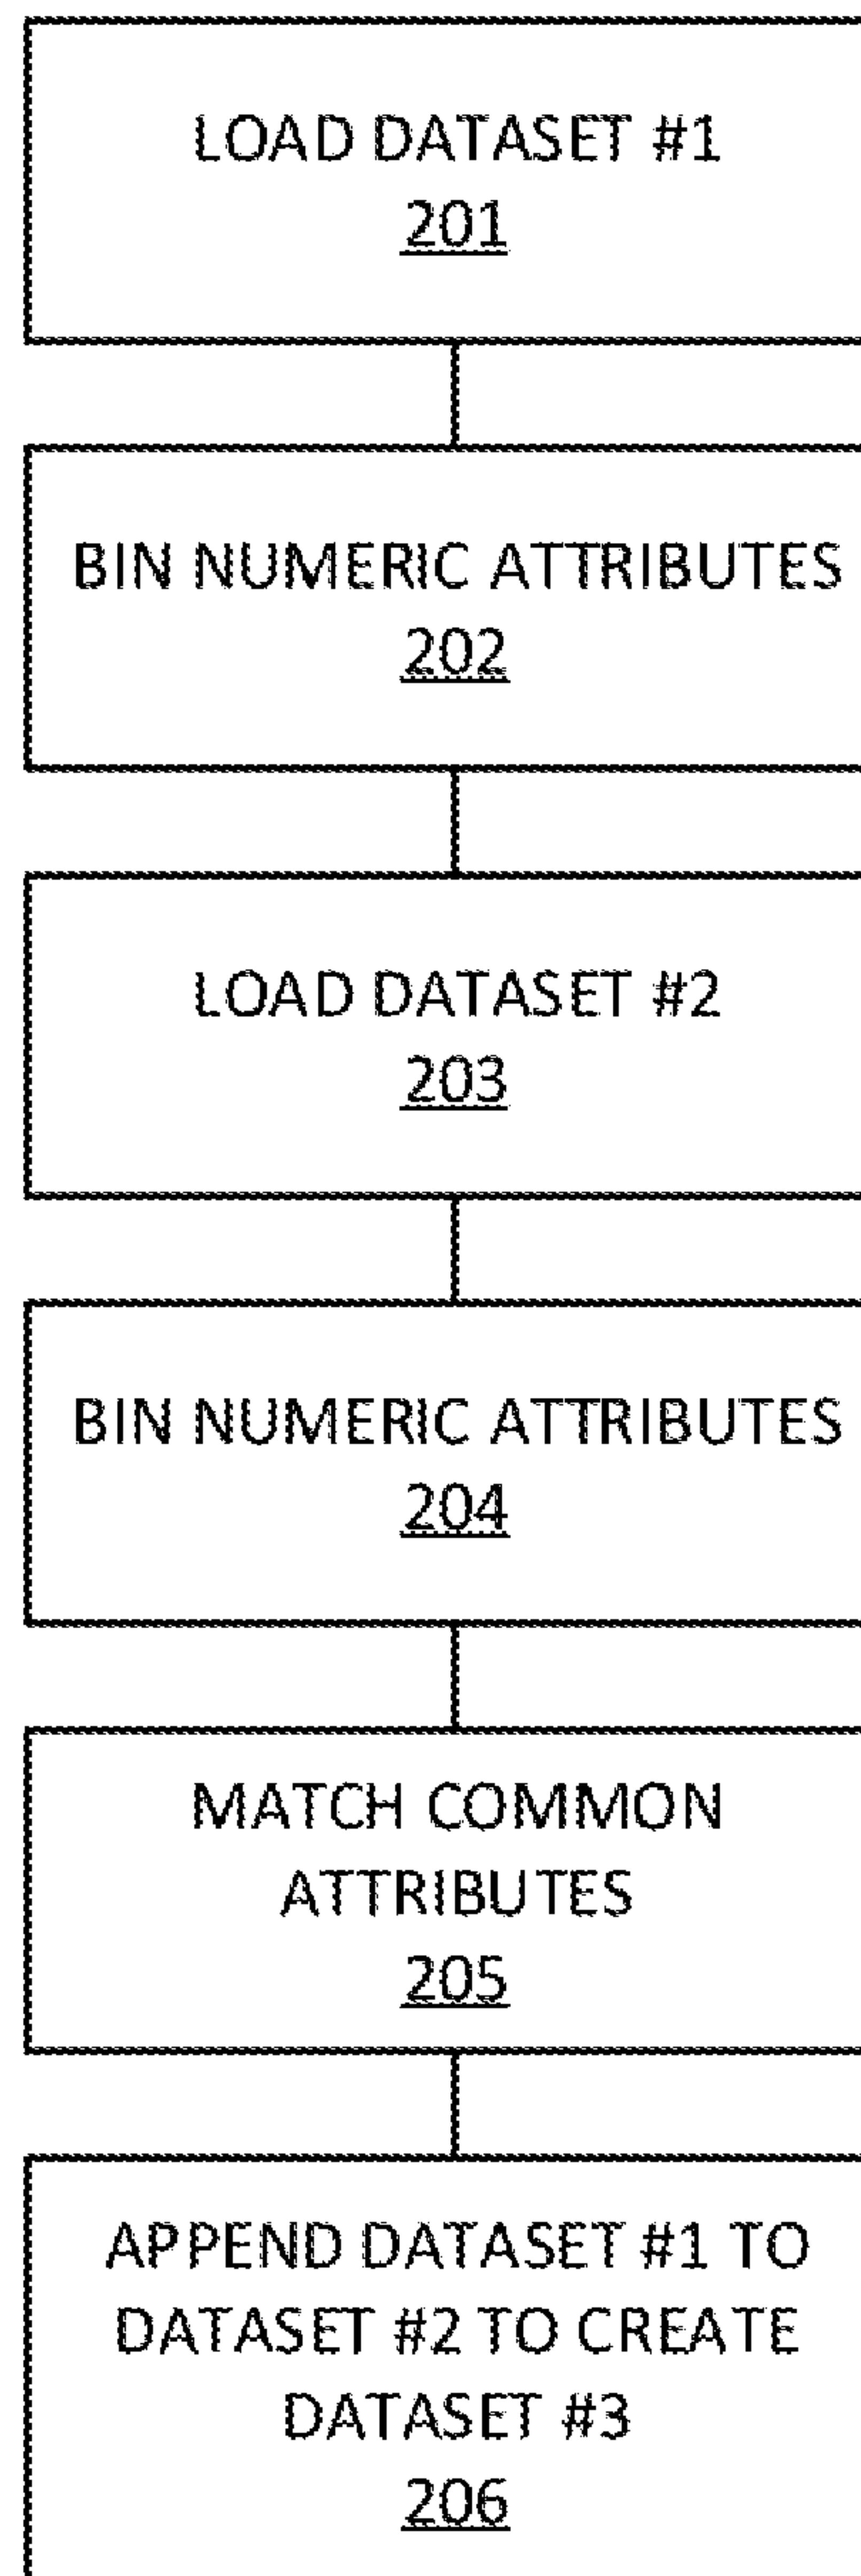 LOAD DATASET #1
201
BIN NUMERIC ATTRIBUTES
202
LOAD DATASET #2
203
BIN NUMERIC ATTRIBUTES
204
MATCH COMMON
ATTRIBUTES
205
APPEND DATASET #1 TO
DATASET #2 TO CREATE
DATASET #3
206